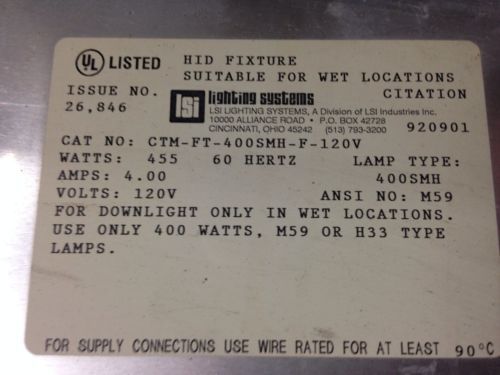 UL LISTED HID FIXTURE
SUITABLE FOR WET LOCATIONS
ISSUE NO. lsi lighting systems CITATION
26,846 LSI LIGHTING SYSTEMS, A Division of LSI Industries Inc.
10000 ALLIANCE ROAD • P.O. BOX 42728
CINCINNATI, OHIO 45242 (513) 793-3200 920901
CAT NO: CTM-FT-400SMH-F-120V
WATTS: 455 60 HERTZ LAMP TYPE:
AMPS: 4.00 400SMH
VOLTS: 120V ANSI NO: M59
FOR DOWNLIGHT ONLY IN WET LOCATIONS.
USE ONLY 400 WATTS, M59 OR H33 TYPE
LAMPS.
FOR SUPPLY CONNECTIONS USE WIRE RATED FOR AT LEAST 90°C